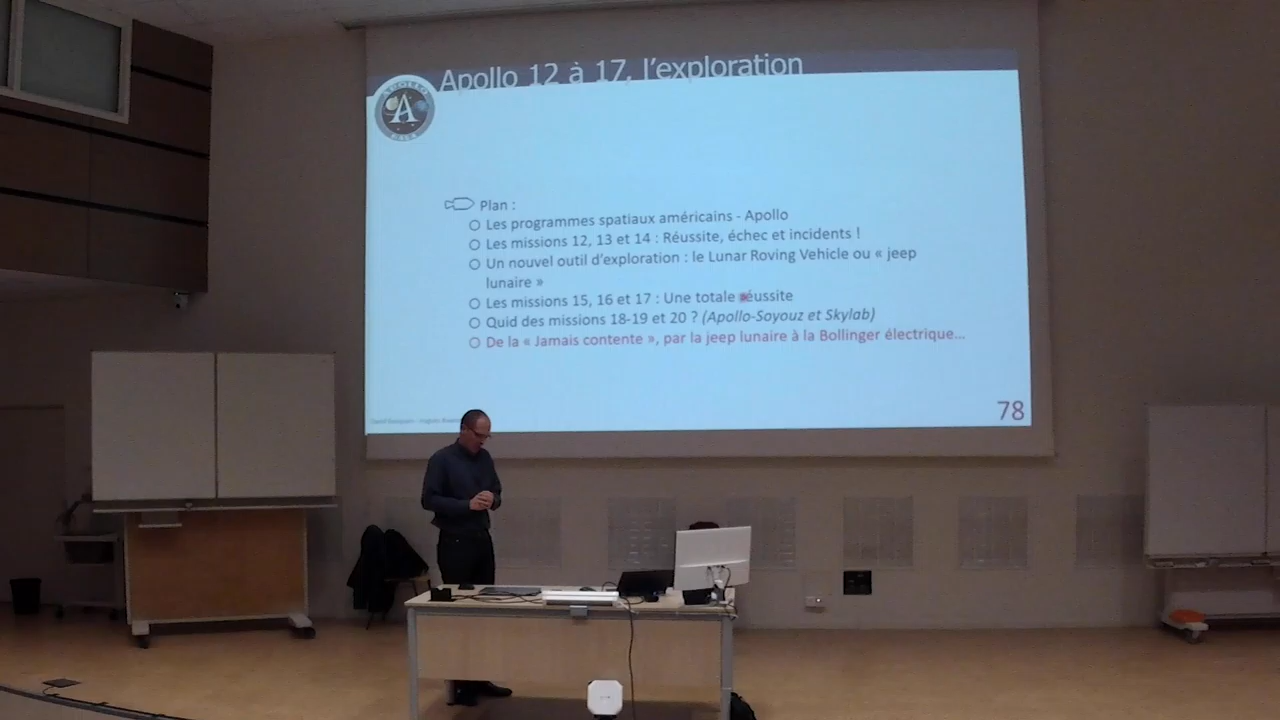 Apollo 12 à 17, l'exploration
APOLLO
A
Plan :
Les programmes spatiaux américains - Apollo
Les missions 12, 13 et 14 : Réussite, échec et incidents !
Un nouvel outil d'exploration : le Lunar Roving Vehicle ou « jeep
lunaire »
Les missions 15, 16 et 17 : Une totale réussite
Quid des missions 18-19 et 20 ? (Apollo-Soyouz et Skylab)
De la « Jamais contente », par la jeep lunaire à la Bollinger électrique...
78